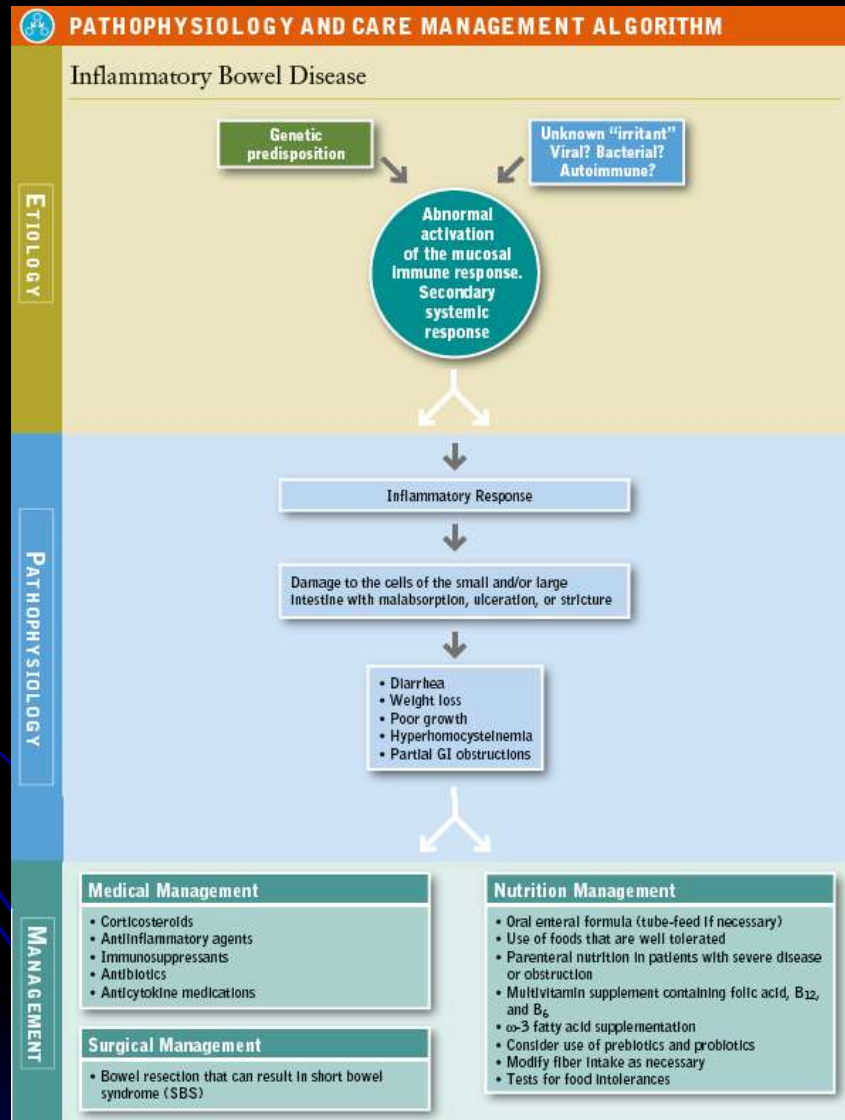 PATHOPHYSIOLOGY AND CARE MANAGEMENT ALGORITHM
Inflammatory Bowel Disease
ETIOLOGY
Genetic
predisposition
Unknown “irritant”
Viral? Bacterial?
Autoimmune?
Abnormal
activation
of the mucosal
immune response.
Secondary
systemic
response
PATHOPHYSIOLOGY
Inflammatory Response
Damage to the cells of the small and/or large
intestine with malabsorption, ulceration, or stricture
• Diarrhea
• Weight loss
• Poor growth
• Hyperhomocysteinemia
• Partial GI obstructions
MANAGEMENT
Medical Management
• Corticosteroids
• Antiinflammatory agents
• Immunosuppressants
• Antibiotics
• Anticytokine medications
Surgical Management
• Bowel resection that can result in short bowel
syndrome (SBS)
Nutrition Management
• Oral enteral formula (tube-feed if necessary)
• Use of foods that are well tolerated
• Parenteral nutrition in patients with severe disease
or obstruction
• Multivitamin supplement containing folic acid, B₁₂,
and B₆
• ω-3 fatty acid supplementation
• Consider use of prebiotics and probiotics
• Modify fiber intake as necessary
• Tests for food intolerances